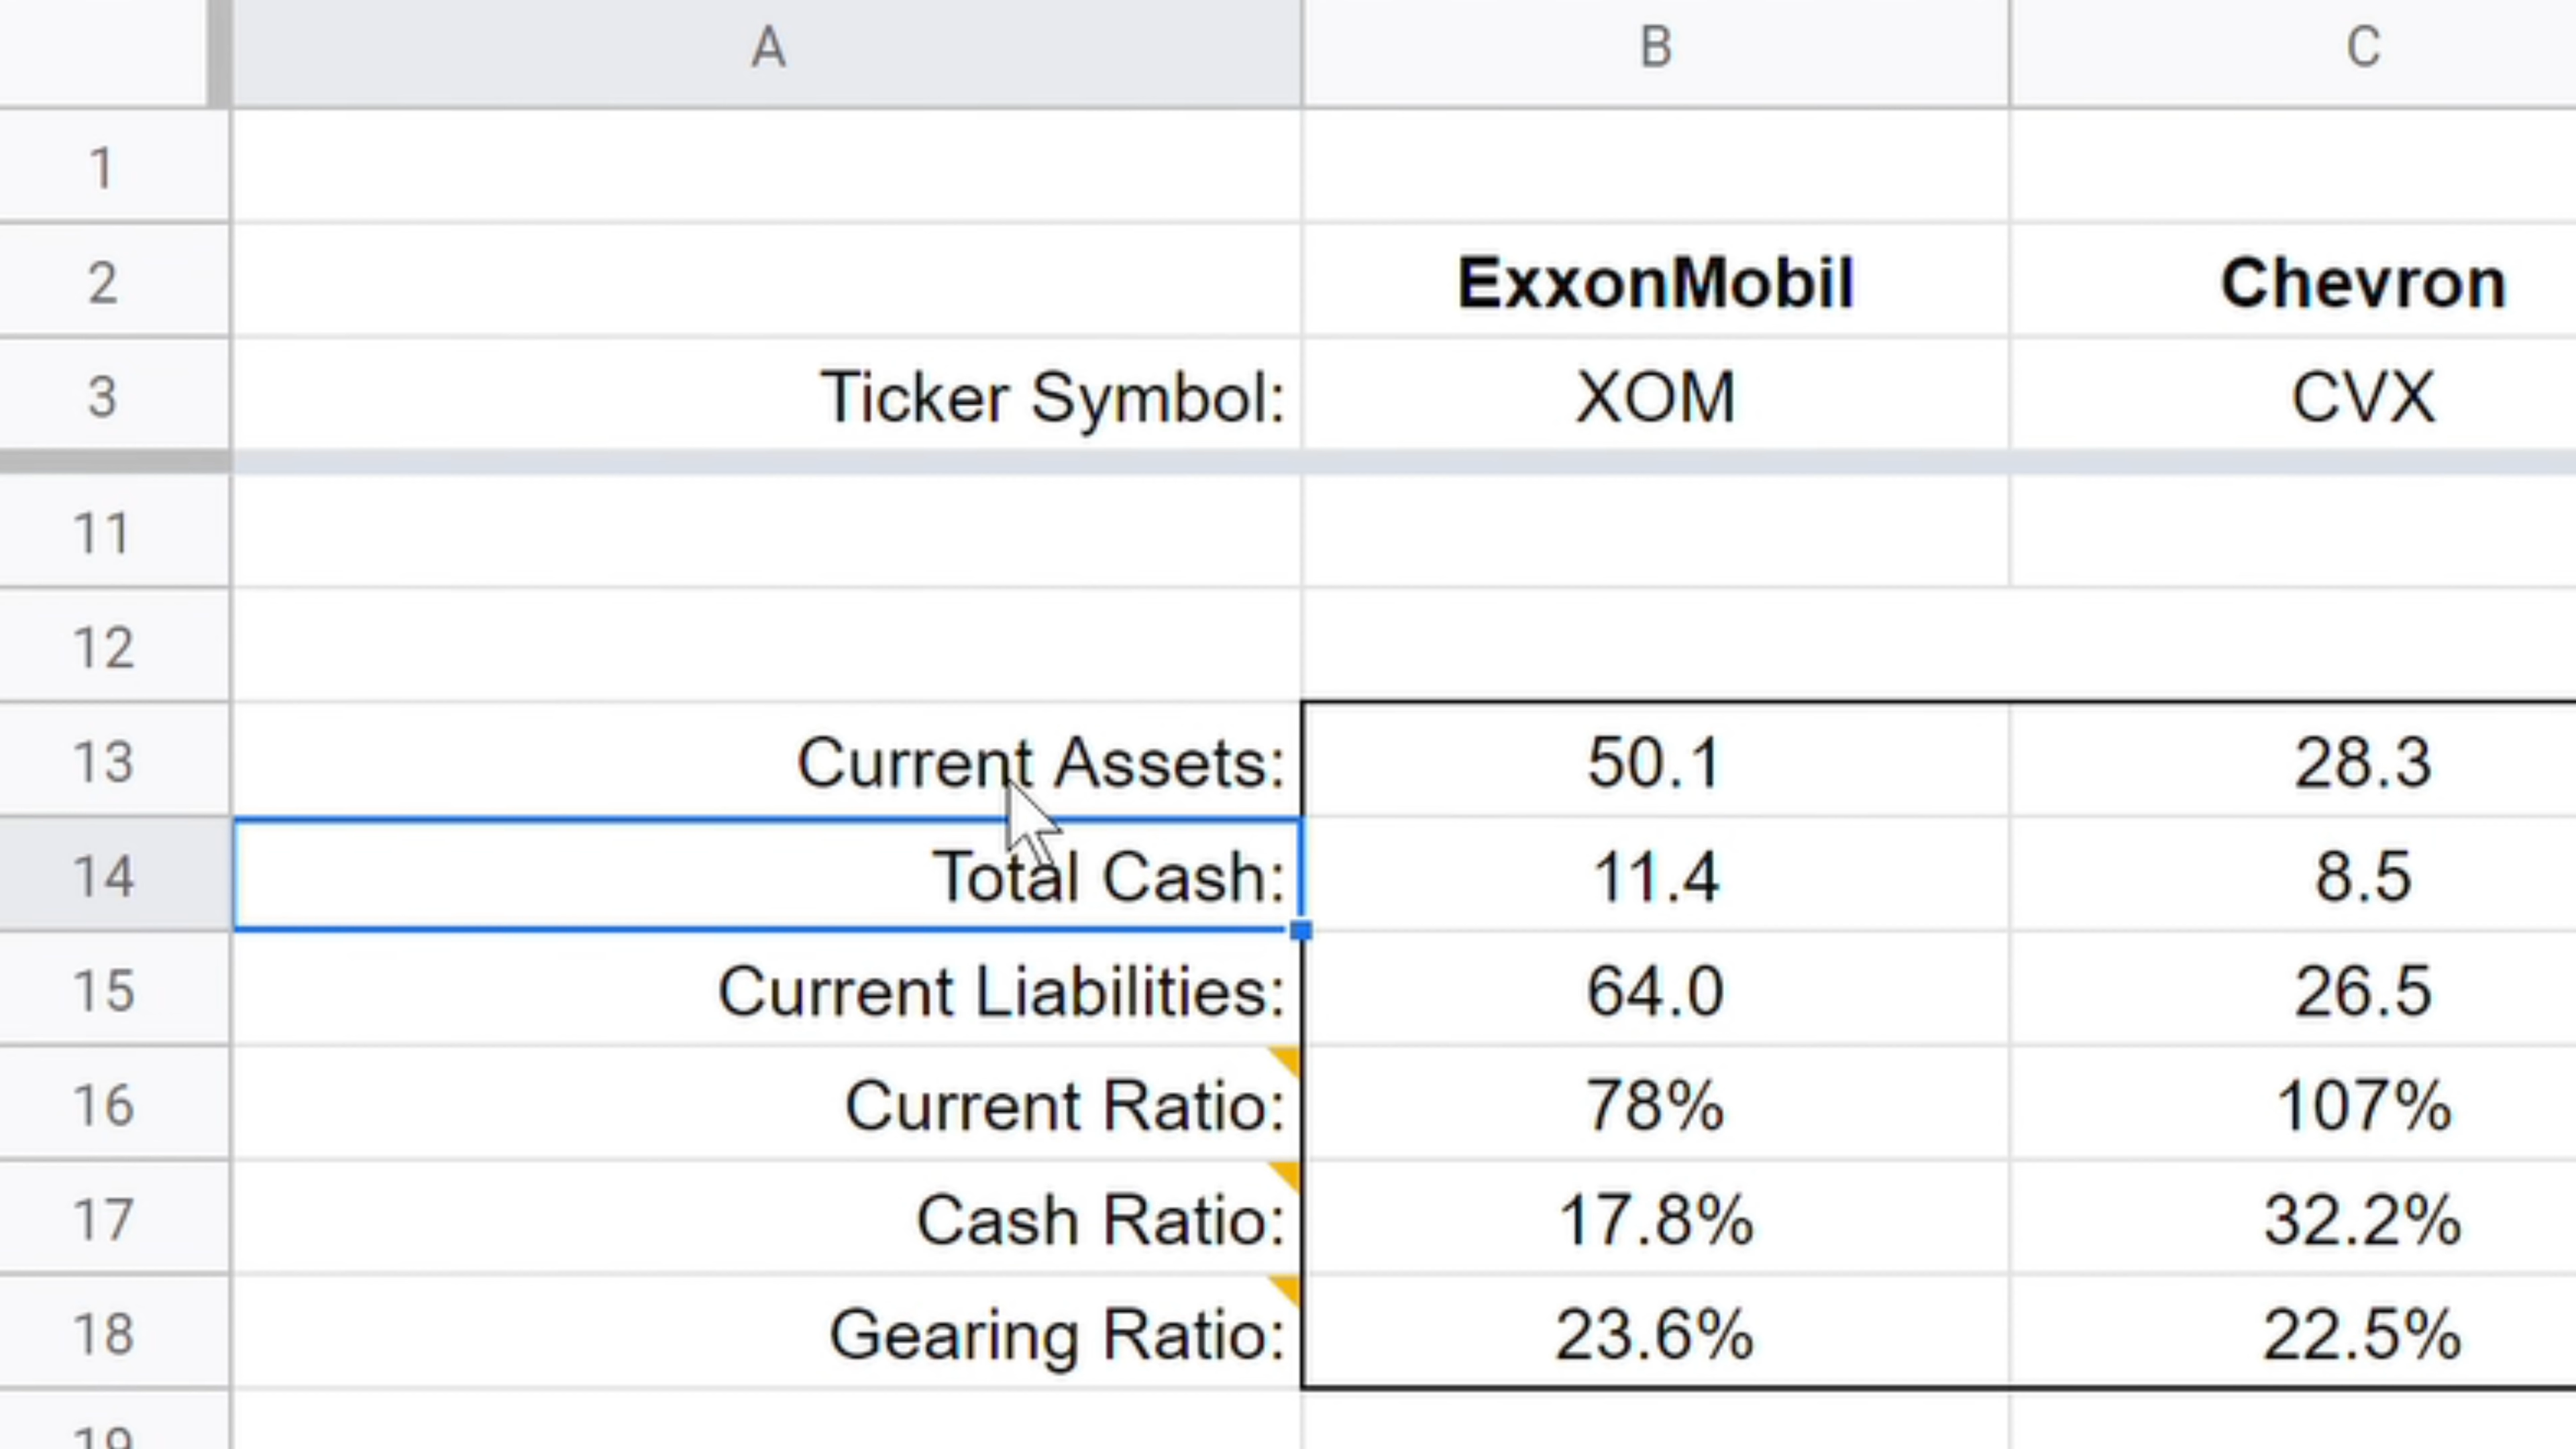 A B C
1
2 ExxonMobil Chevron
3 Ticker Symbol: XOM CVX
11
12
13 Current Assets: 50.1 28.3
14 Total Cash: 11.4 8.5
15 Current Liabilities: 64.0 26.5
16 Current Ratio: 78% 107%
17 Cash Ratio: 17.8% 32.2%
18 Gearing Ratio: 23.6% 22.5%
19